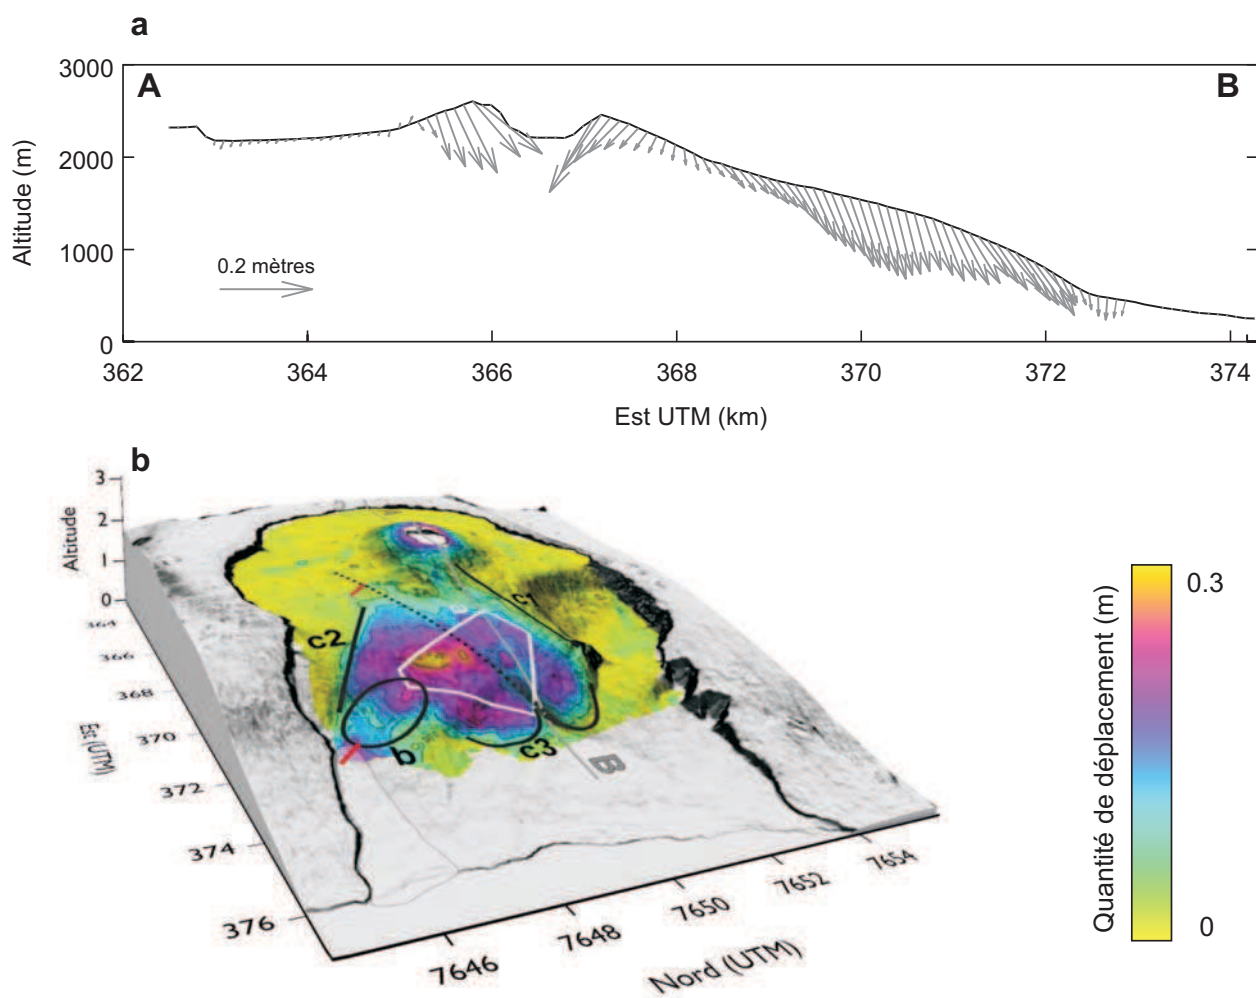 a
3000
A
B
2000
Altitude (m)
1000
0.2 mètres
0
362
364
366
368
370
372
374
Est UTM (km)
b
3
2
Altitude
1
0
364
366
368
370
372
374
376
Est (UTM)
c1
c2
c3
b
B
7646
7648
7650
7652
7654
Nord (UTM)
0.3
Quantité de déplacement (m)
0